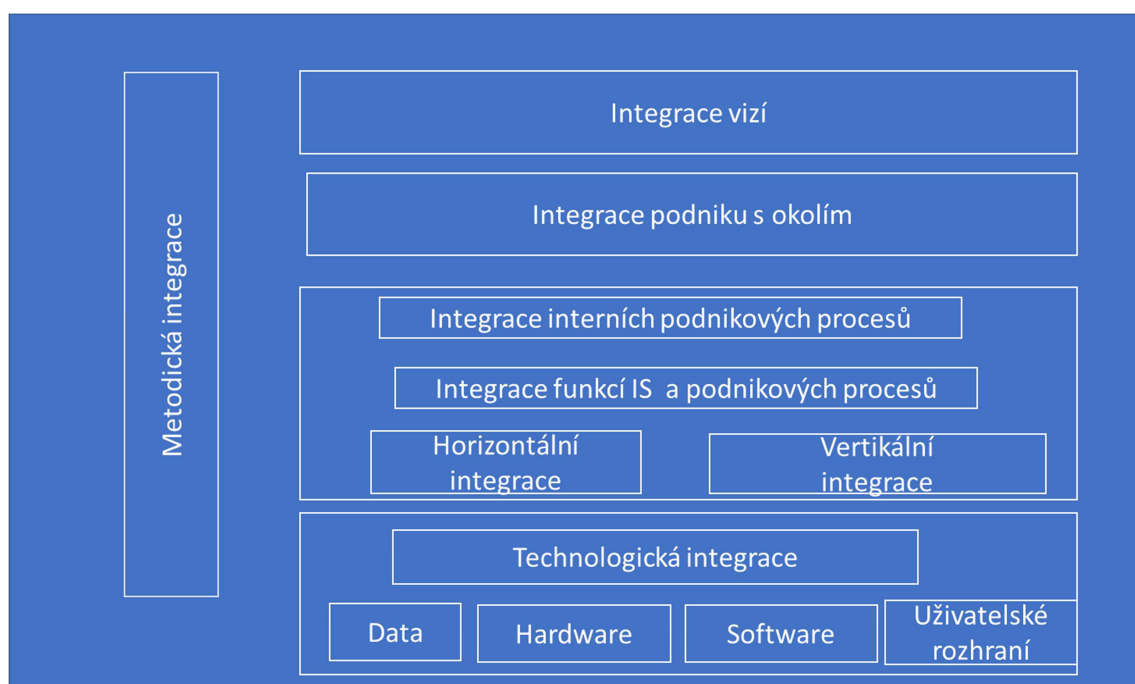 Metodická integrace
Integrace vizí
Integrace podniku s okolím
Integrace interních podnikových procesů
Integrace funkcí IS a podnikových procesů
Horizontální
integrace
Vertikální
integrace
Technologická integrace
Data
Hardware
Software
Uživatelské
rozhraní